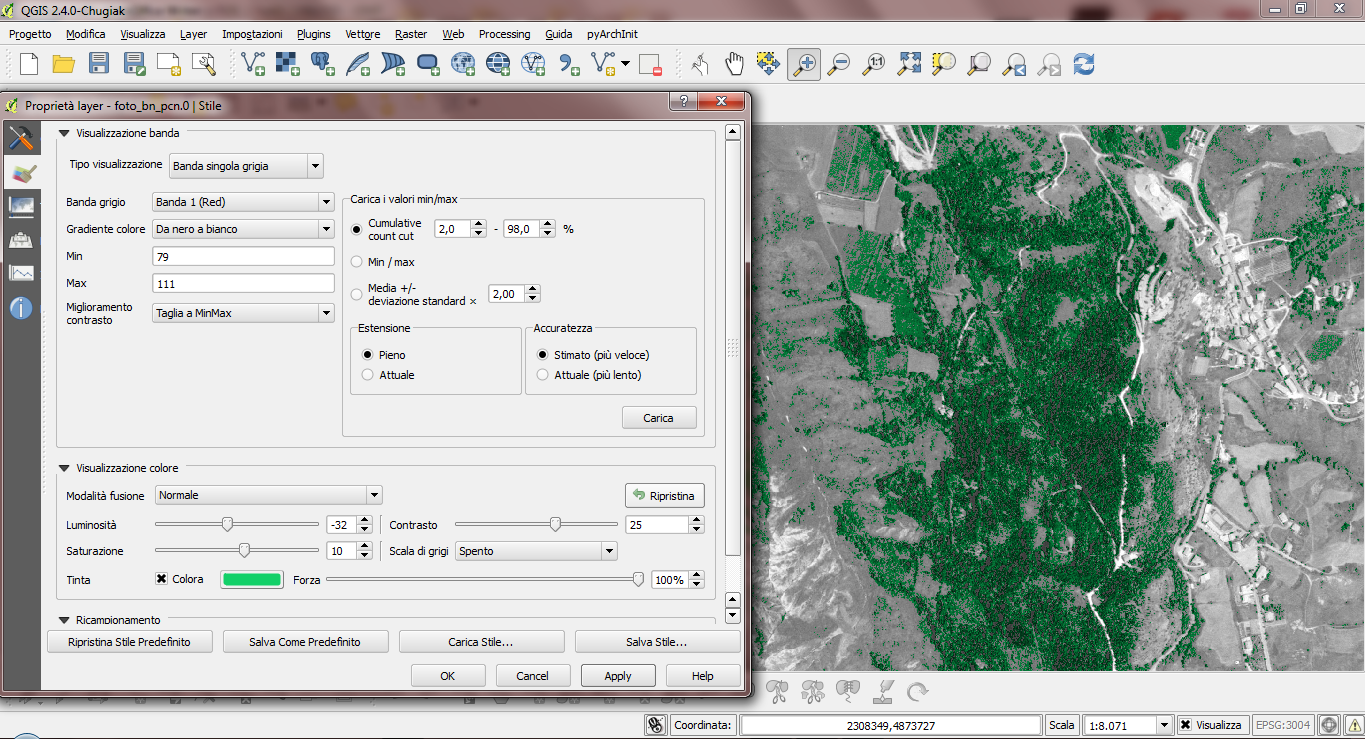 QGIS 2.4.0-Chugiak
Progetto Modifica Visualizza Layer Impostazioni Plugins Vettore Raster Web Processing Guida pyArchInit
Proprietà layer - foto_bn_pcn.0 | Stile
Visualizzazione banda
Tipo visualizzazione Banda singola grigia
Banda grigio Banda 1 (Red)
Gradiente colore Da nero a bianco
Min 79
Max 111
Miglioramento contrasto Taglia a MinMax
Carica i valori min/max
Cumulative count cut 2,0 - 98,0 %
Min / max
Media +/- deviazione standard × 2,00
Estensione
Pieno
Attuale
Accuratezza
Stimato (più veloce)
Attuale (più lento)
Carica
Visualizzazione colore
Modalità fusione Normale Ripristina
Luminosità -32 Contrasto 25
Saturazione 10 Scala di grigi Spento
Tinta Colora Forza 100%
Ricampionamento
Ripristina Stile Predefinito Salva Come Predefinito Carica Stile... Salva Stile...
OK Cancel Apply Help
Coordinata: 2308349,4873727 Scala 1:8.071 Visualizza EPSG:3004